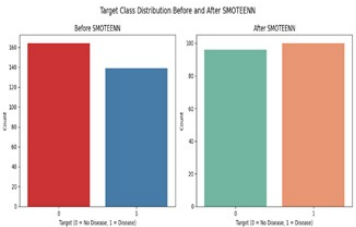 Target Class Distribution Before and After SMOTEENN
Before SMOTEENN
After SMOTEENN
160
140
120
100
80
60
40
20
0
Count
0
1
Target (0 = No Disease, 1 = Disease)
100
80
60
40
20
0
Count
0
1
Target (0 = No Disease, 1 = Disease)